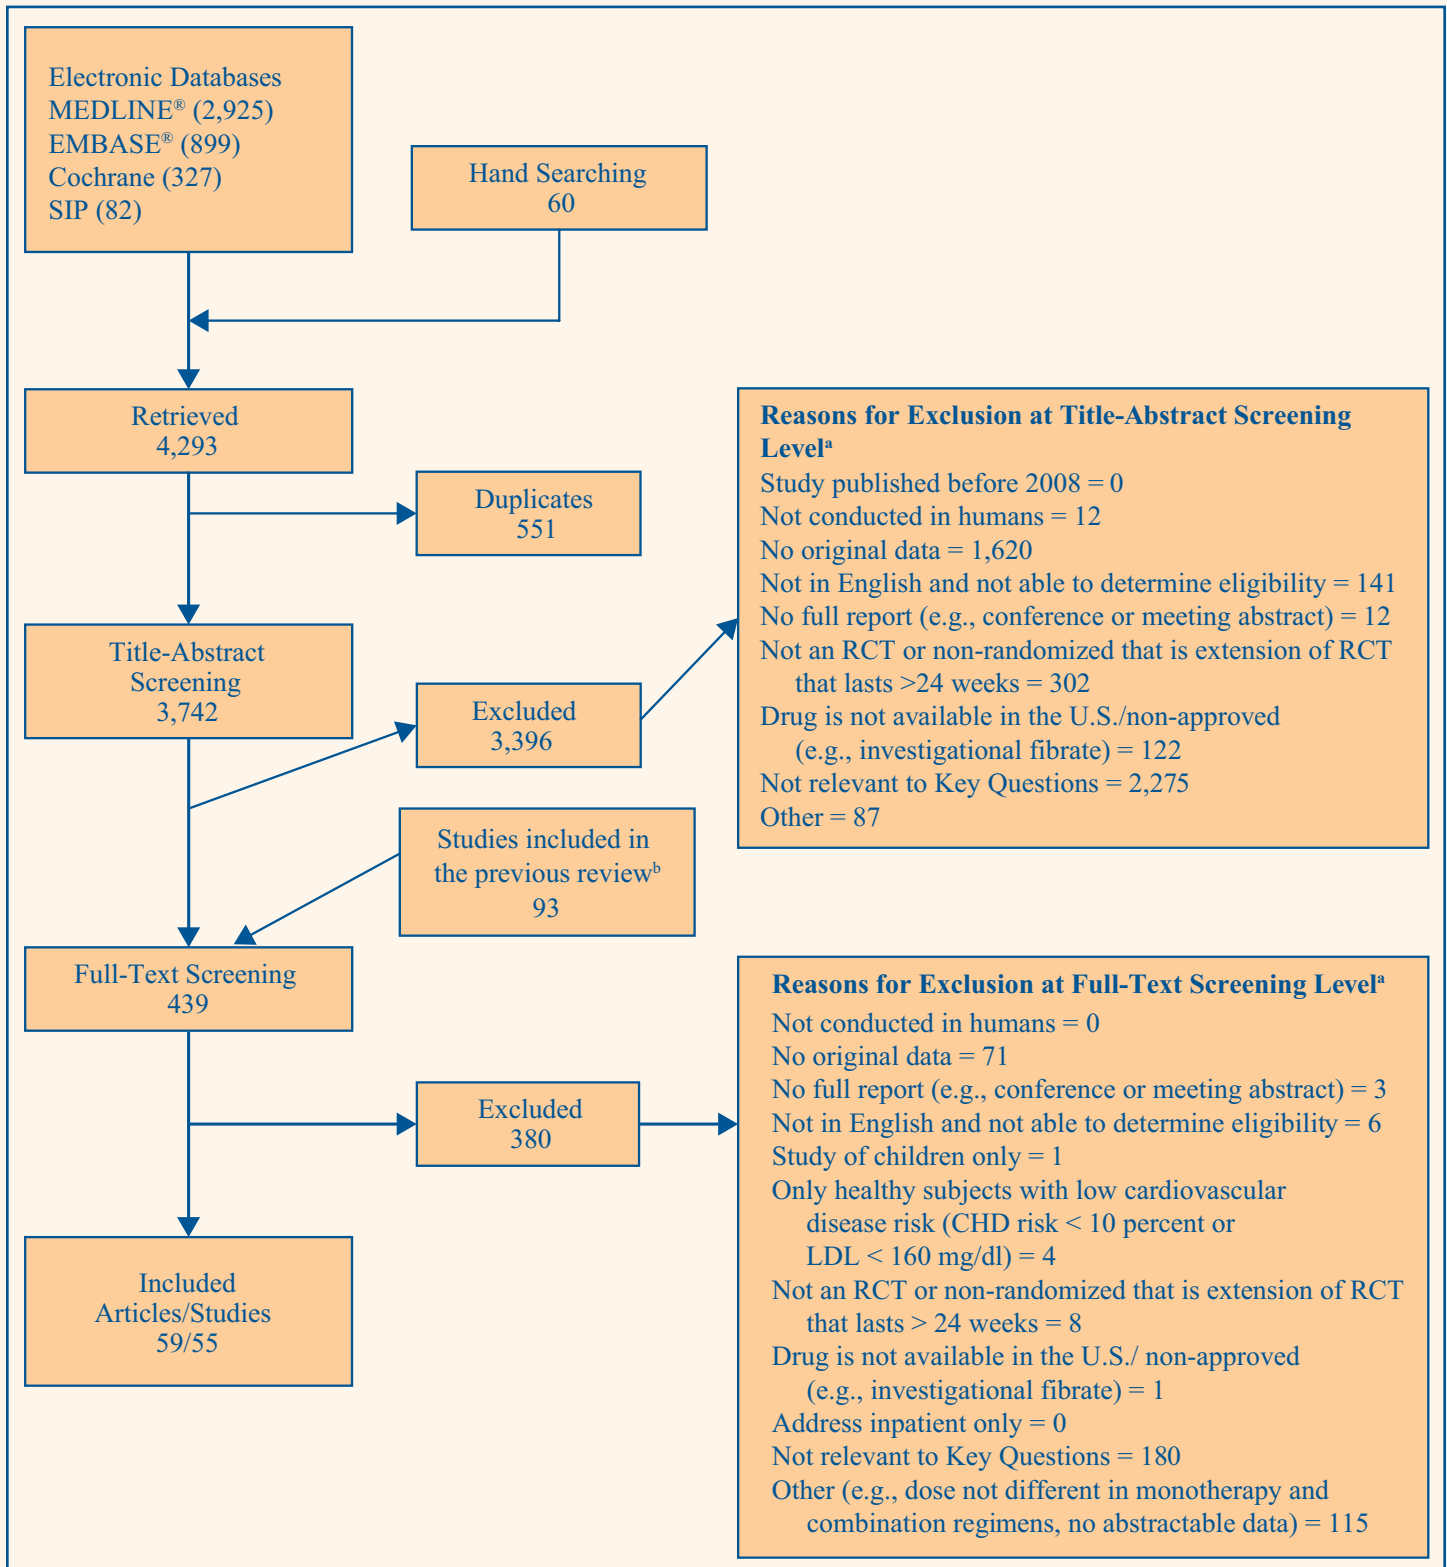 Electronic Databases
MEDLINE® (2,925)
EMBASE® (899)
Cochrane (327)
SIP (82)
Hand Searching
60
Retrieved
4,293
Duplicates
551
Title-Abstract
Screening
3,742
Excluded
3,396
Reasons for Exclusion at Title-Abstract Screening
Levelᵃ
Study published before 2008 = 0
Not conducted in humans = 12
No original data = 1,620
Not in English and not able to determine eligibility = 141
No full report (e.g., conference or meeting abstract) = 12
Not an RCT or non-randomized that is extension of RCT
that lasts >24 weeks = 302
Drug is not available in the U.S./non-approved
(e.g., investigational fibrate) = 122
Not relevant to Key Questions = 2,275
Other = 87
Studies included in
the previous reviewᵇ
93
Full-Text Screening
439
Excluded
380
Reasons for Exclusion at Full-Text Screening Levelᵃ
Not conducted in humans = 0
No original data = 71
No full report (e.g., conference or meeting abstract) = 3
Not in English and not able to determine eligibility = 6
Study of children only = 1
Only healthy subjects with low cardiovascular
disease risk (CHD risk < 10 percent or
LDL < 160 mg/dl) = 4
Not an RCT or non-randomized that is extension of RCT
that lasts > 24 weeks = 8
Drug is not available in the U.S./ non-approved
(e.g., investigational fibrate) = 1
Address inpatient only = 0
Not relevant to Key Questions = 180
Other (e.g., dose not different in monotherapy and
combination regimens, no abstractable data) = 115
Included
Articles/Studies
59/55